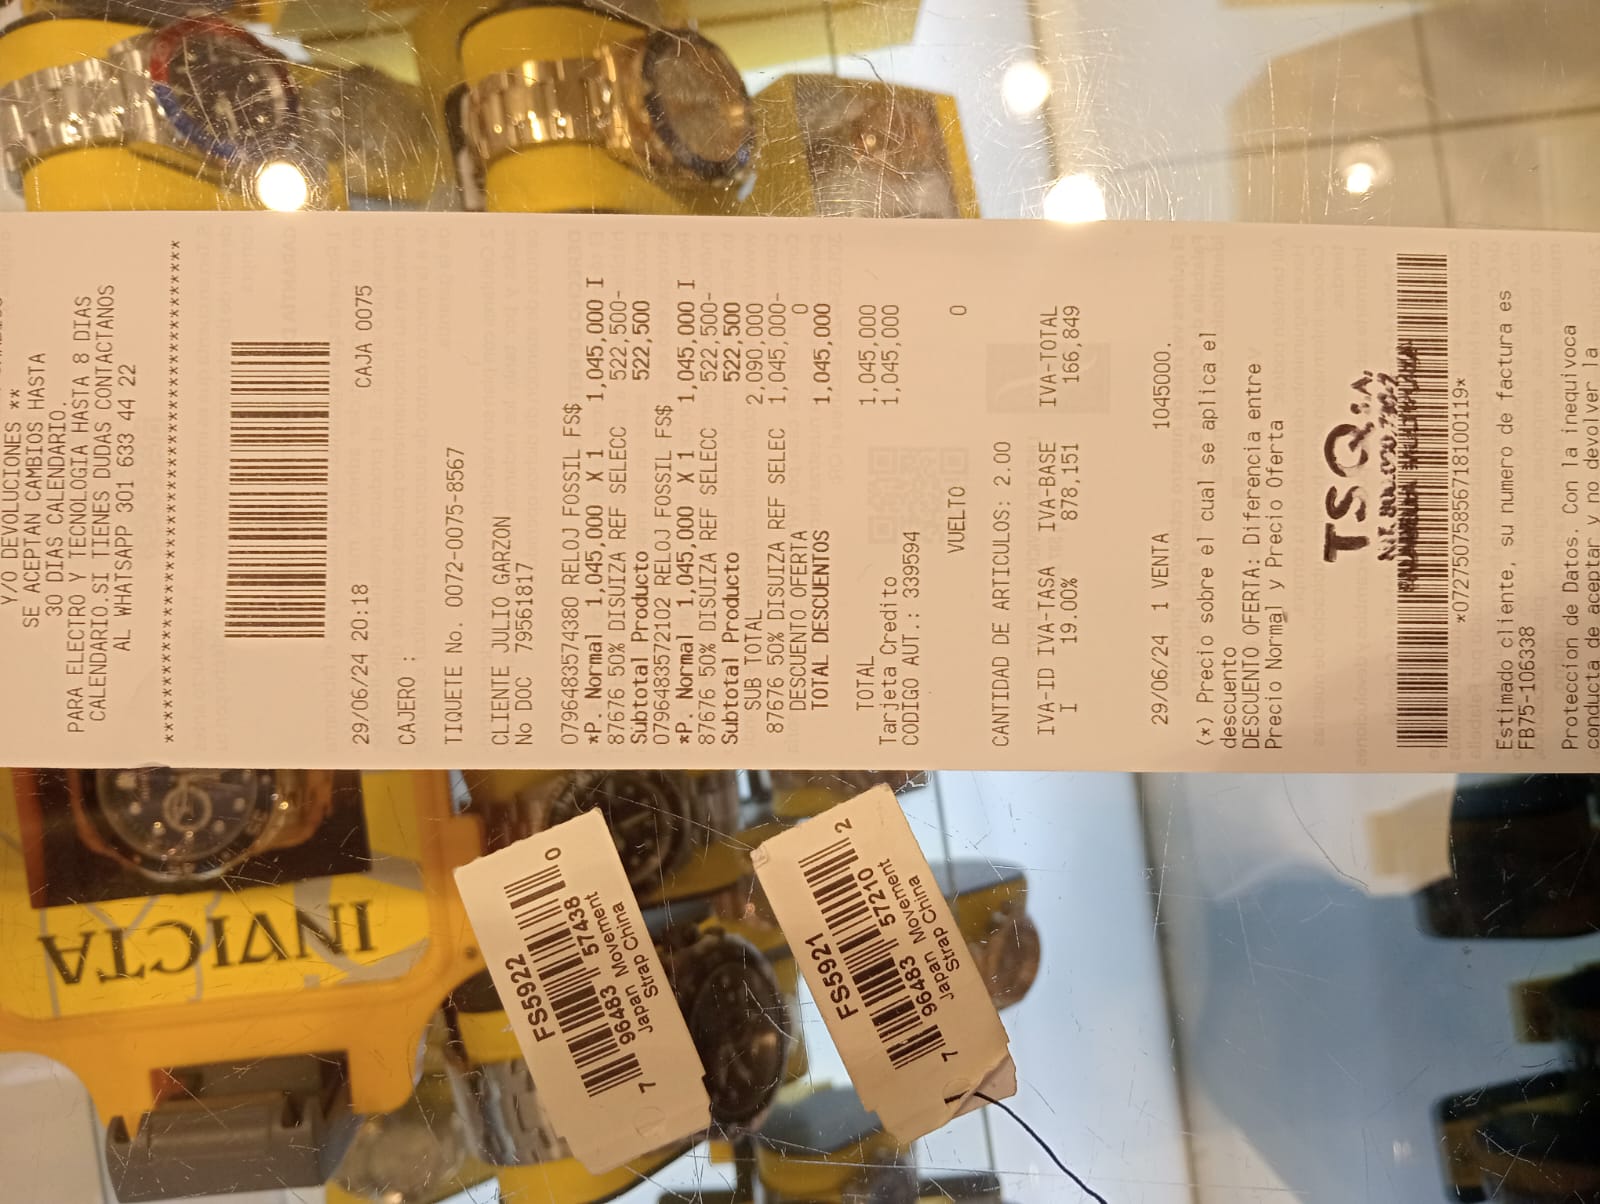 Y/O DEVOLUCIONES **
SE ACEPTAN CAMBIOS HASTA
30 DIAS CALENDARIO.
PARA ELECTRO Y TECNOLOGIA HASTA 8 DIAS
CALENDARIO.SI TIENES DUDAS CONTACTANOS
AL WHATSAPP 301 633 44 22
CAJA 0075
29/06/24 20:18
CAJERO :
TIQUETE No. 0072-0075-8567
CLIENTE JULIO GARZON
No DOC 79561817
0796483574380 RELOJ FOSSIL FS$
*P. Normal 1,045,000 X 1 1,045,000 I
87676 50% DISUIZA REF SELECC 522,500-
Subtotal Producto 522,500
0796483572102 RELOJ FOSSIL FS$
*P. Normal 1,045,000 X 1 1,045,000 I
87676 50% DISUIZA REF SELECC 522,500-
Subtotal Producto 522,500
SUB TOTAL 2,090,000
87676 50% DISUIZA REF SELEC 1,045,000-
DESCUENTO OFERTA 0
TOTAL DESCUENTOS 1,045,000
TOTAL 1,045,000
Tarjeta Credito 1,045,000
CODIGO AUT.: 339594
VUELTO 0
CANTIDAD DE ARTICULOS: 2.00
IVA-ID IVA-TASA IVA-BASE IVA-TOTAL
I 19.00% 878,151 166,849
29/06/24 1 VENTA 1045000.
(*) Precio sobre el cual se aplica el
descuento
DESCUENTO OFERTA: Diferencia entre
Precio Normal y Precio Oferta
TSQ S.A.
*072750758567181100119*
Estimado cliente, su numero de factura es
FB75-106338
Proteccion de Datos. Con la inequivoca
conducta de aceptar y no devolver la
INVICTA
FS5922
7 96483 57438 0
Japan Movement
Strap China
FS5921
7 96483 57210 2
Japan Movement
Strap China